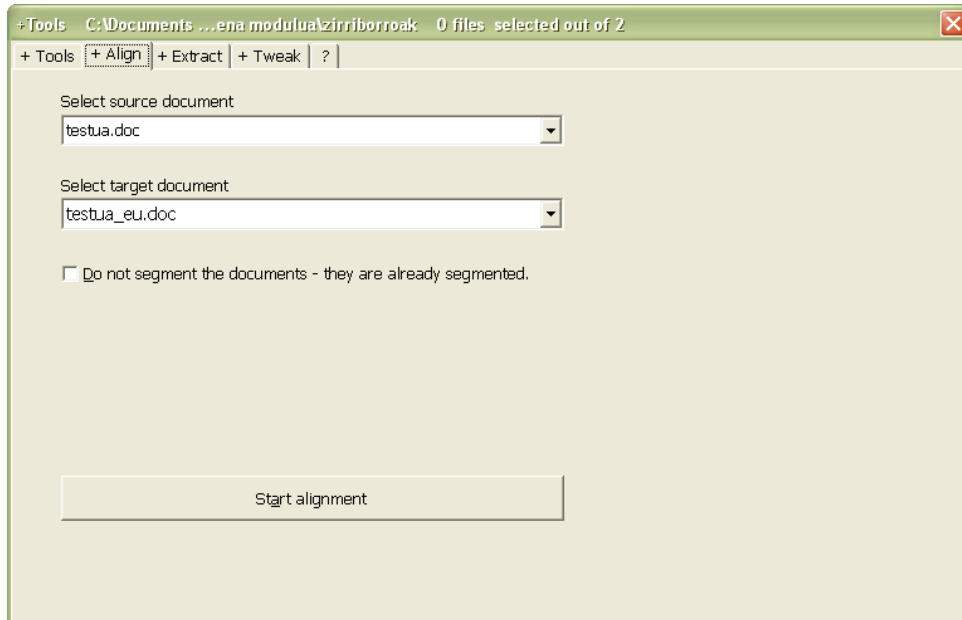 +Tools C:\Documents ...ena modulua\zirriborroak 0 files selected out of 2
+ Tools + Align + Extract + Tweak ?
Select source document
testua.doc
Select target document
testua_eu.doc
Do not segment the documents - they are already segmented.
Start alignment